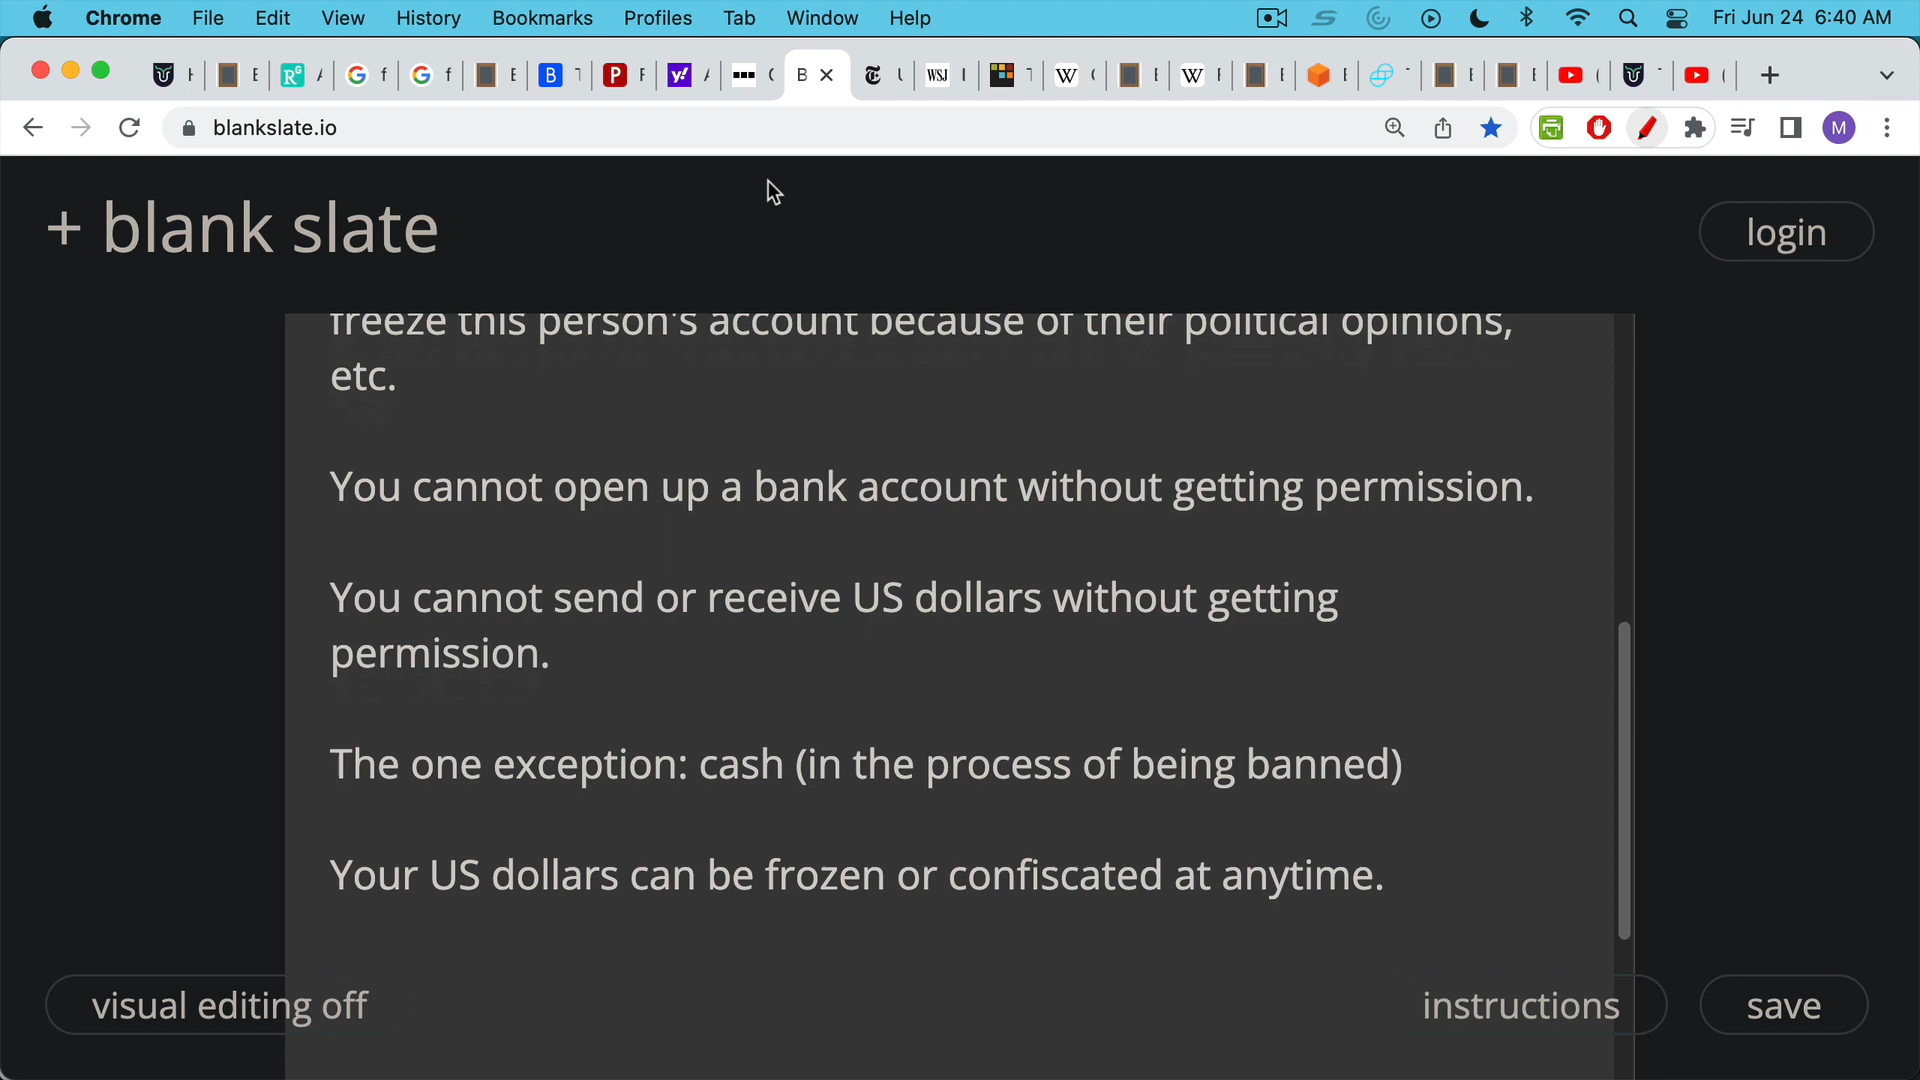 Chrome File Edit View History Bookmarks Profiles Tab Window Help Fri Jun 24 6:40 AM
B
blankslate.io
M
+ blank slate
login
freeze this person's account because of their political opinions,
etc.
You cannot open up a bank account without getting permission.
You cannot send or receive US dollars without getting
permission.
The one exception: cash (in the process of being banned)
Your US dollars can be frozen or confiscated at anytime.
visual editing off
instructions
save